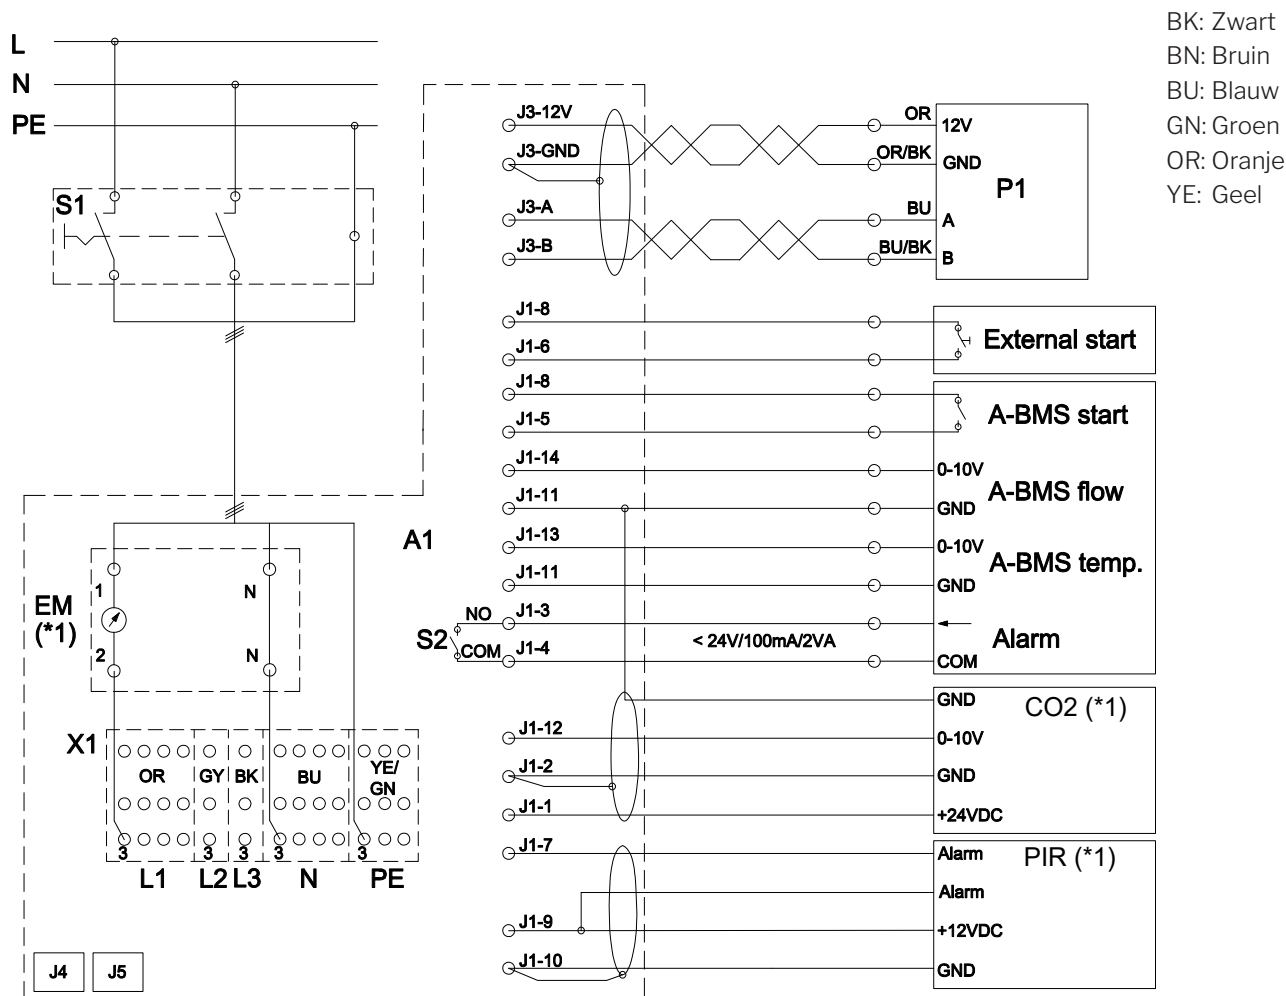 BK: Zwart
BN: Bruin
BU: Blauw
GN: Groen
OR: Oranje
YE: Geel
L
N
PE
S1
J3-12V
OR
12V
J3-GND
OR/BK
GND
P1
J3-A
BU
A
J3-B
BU/BK
B
J1-8
J1-6
External start
J1-8
J1-5
A-BMS start
J1-14
0-10V
A-BMS flow
J1-11
GND
J1-13
0-10V
A-BMS temp.
J1-11
GND
A1
S2
NO
J1-3
COM
J1-4
< 24V/100mA/2VA
Alarm
COM
EM
(*1)
1
2
N
N
X1
OR
GY
BK
BU
YE/
GN
3
3
3
3
3
L1
L2
L3
N
PE
GND
CO2 (*1)
J1-12
0-10V
J1-2
GND
J1-1
+24VDC
J1-7
Alarm
PIR (*1)
Alarm
J1-9
+12VDC
J1-10
GND
J4
J5